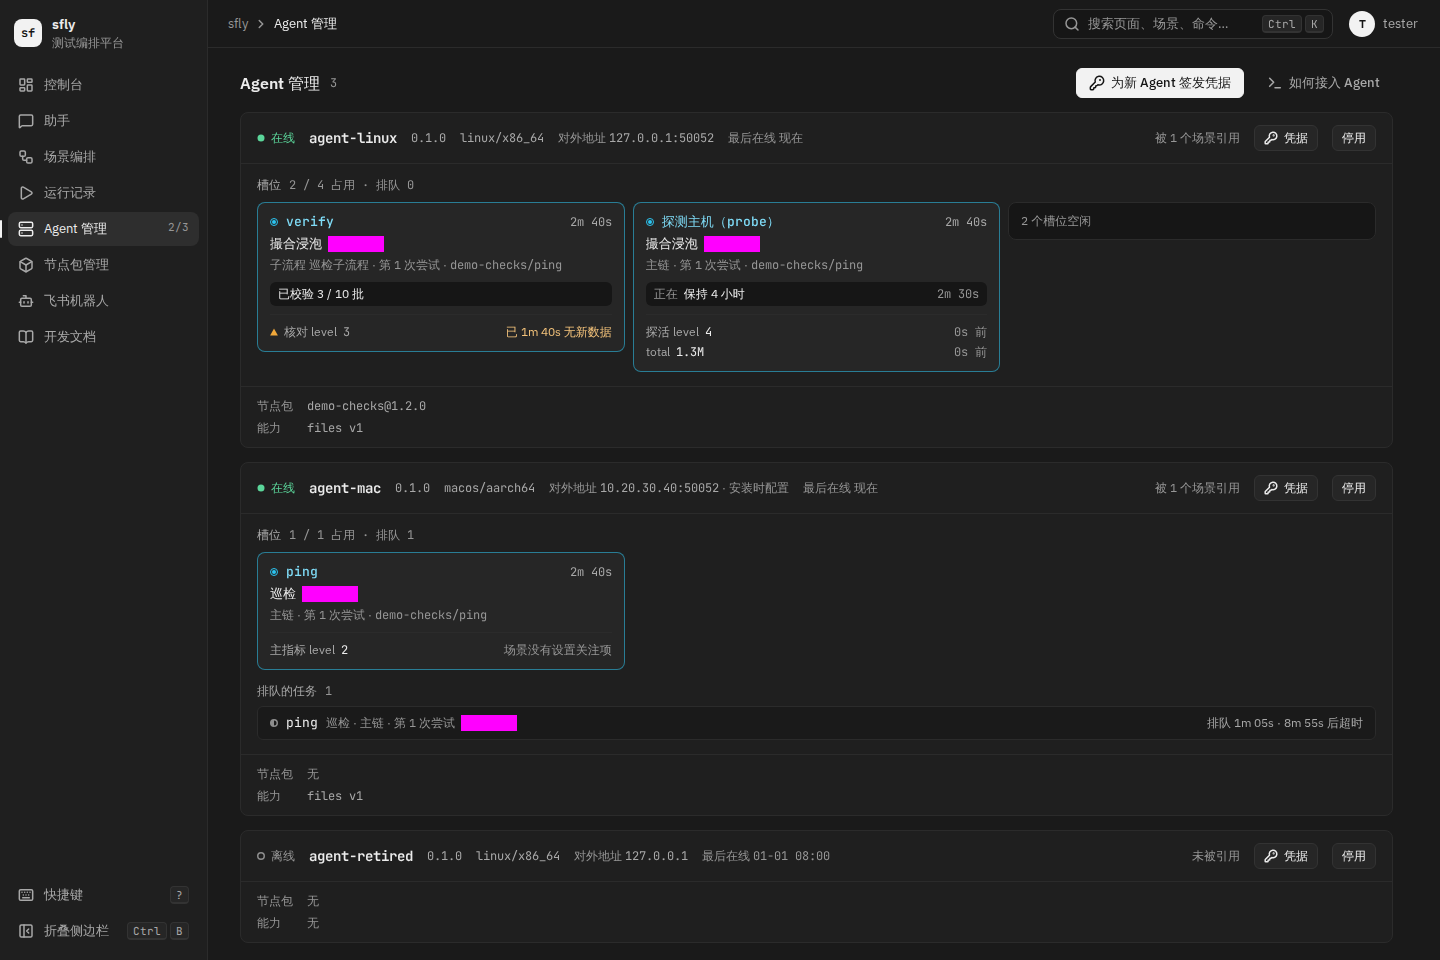 sf
sfly
测试编排平台
控制台
助手
场景编排
运行记录
Agent 管理 2/3
节点包管理
飞书机器人
开发文档
快捷键 ?
折叠侧边栏 Ctrl B
sfly > Agent 管理
搜索页面、场景、命令... Ctrl K
T tester
Agent 管理 3
为新 Agent 签发凭据
如何接入 Agent
在线 agent-linux 0.1.0 linux/x86_64 对外地址 127.0.0.1:50052 最后在线 现在 被 1 个场景引用 凭据 停用
槽位 2 / 4 占用 · 排队 0
verify 2m 40s
撮合浸泡
子流程 巡检子流程 · 第 1 次尝试 · demo-checks/ping
已校验 3 / 10 批
核对 level 3 已 1m 40s 无新数据
探测主机（probe） 2m 40s
撮合浸泡
主链 · 第 1 次尝试 · demo-checks/ping
正在 保持 4 小时 2m 30s
探活 level 4 0s 前
total 1.3M 0s 前
2 个槽位空闲
节点包 demo-checks@1.2.0
能力 files v1
在线 agent-mac 0.1.0 macos/aarch64 对外地址 10.20.30.40:50052 · 安装时配置 最后在线 现在 被 1 个场景引用 凭据 停用
槽位 1 / 1 占用 · 排队 1
ping 2m 40s
巡检
主链 · 第 1 次尝试 · demo-checks/ping
主指标 level 2 场景没有设置关注项
排队的任务 1
ping 巡检 · 主链 · 第 1 次尝试 排队 1m 05s · 8m 55s 后超时
节点包 无
能力 files v1
离线 agent-retired 0.1.0 linux/x86_64 对外地址 127.0.0.1 最后在线 01-01 08:00 未被引用 凭据 停用
节点包 无
能力 无